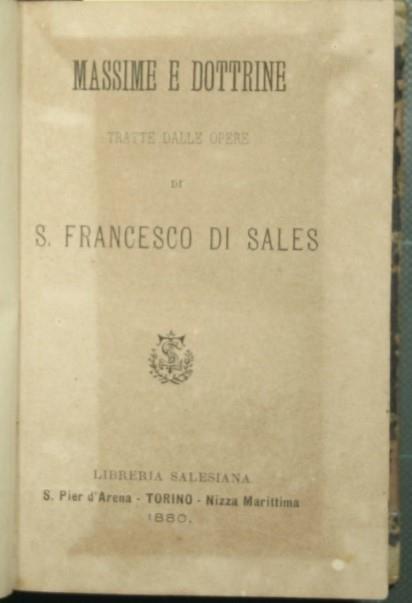 MASSIME E DOTTRINE
TRATTE DALLE OPERE
DI
S. FRANCESCO DI SALES
LIBRERIA SALESIANA
S. Pier d'Arena - TORINO - Nizza Marittima
1880.